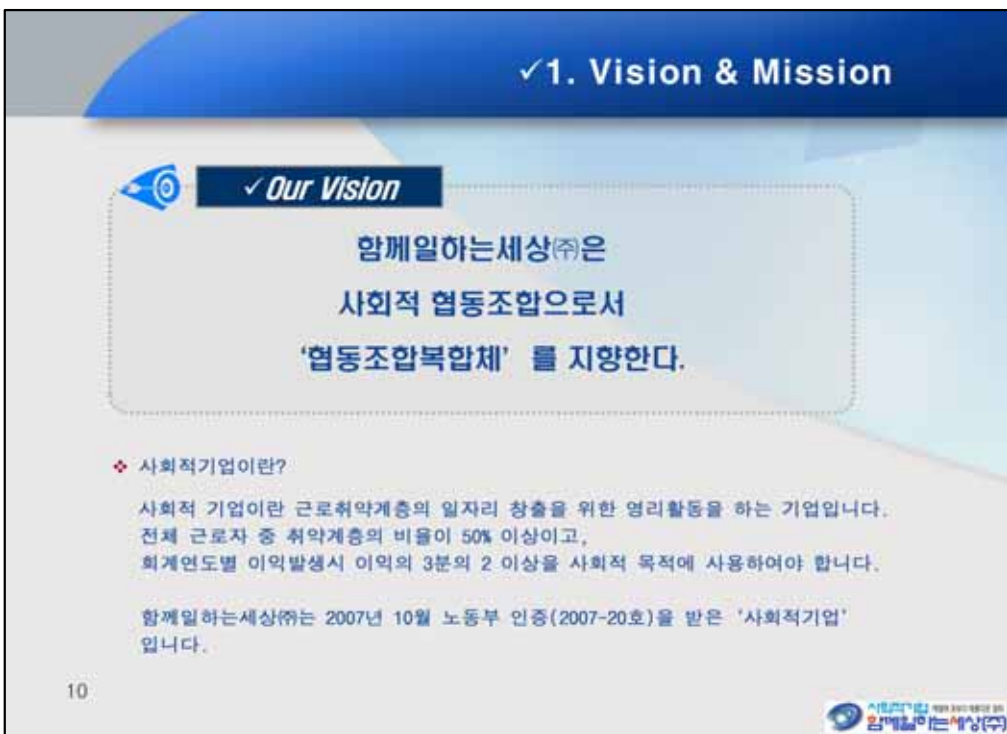 ✓1. Vision & Mission
✓Our Vision
함께일하는세상㈜은
사회적 협동조합으로서
‘협동조합복합체’ 를 지향한다.
❖ 사회적기업이란?
사회적 기업이란 근로취약계층의 일자리 창출을 위한 영리활동을 하는 기업입니다.
전체 근로자 중 취약계층의 비율이 50% 이상이고,
회계연도별 이익발생시 이익의 3분의 2 이상을 사회적 목적에 사용하여야 합니다.
함께일하는세상㈜는 2007년 10월 노동부 인증(2007-20호)을 받은 ‘사회적기업’
입니다.
10
사회적기업
함께일하는세상(주)